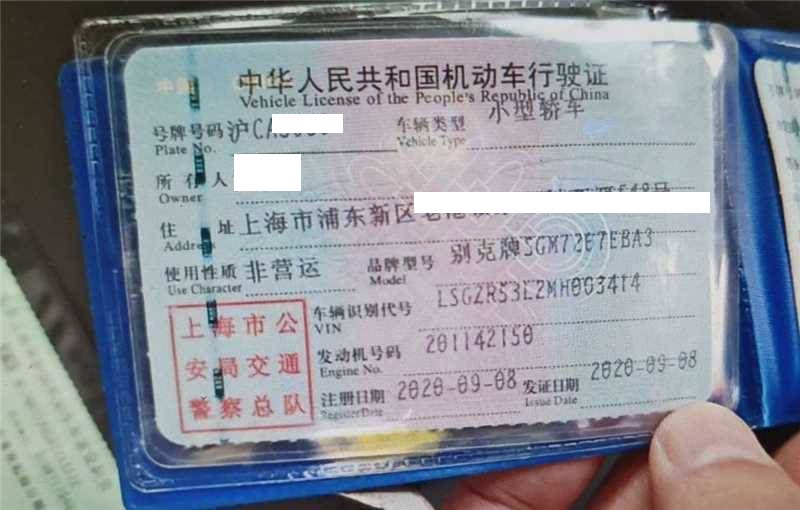 中华人民共和国机动车行驶证
Vehicle License of the People's Republic of China
号牌号码 沪CA 车辆类型 小型轿车
Plate No. Vehicle Type
所有人
Owner
住址 上海市浦东新区老港镇
Address
使用性质 非营运 品牌型号 别克牌SGM72E7EBA3
Use Character Model
车辆识别代号 LSGZR53L2MH003414
VIN
发动机号码 201142150
Engine No.
注册日期 2020-09-08 发证日期 2020-09-08
Register Date Issue Date
上海市公
安局交通
警察总队